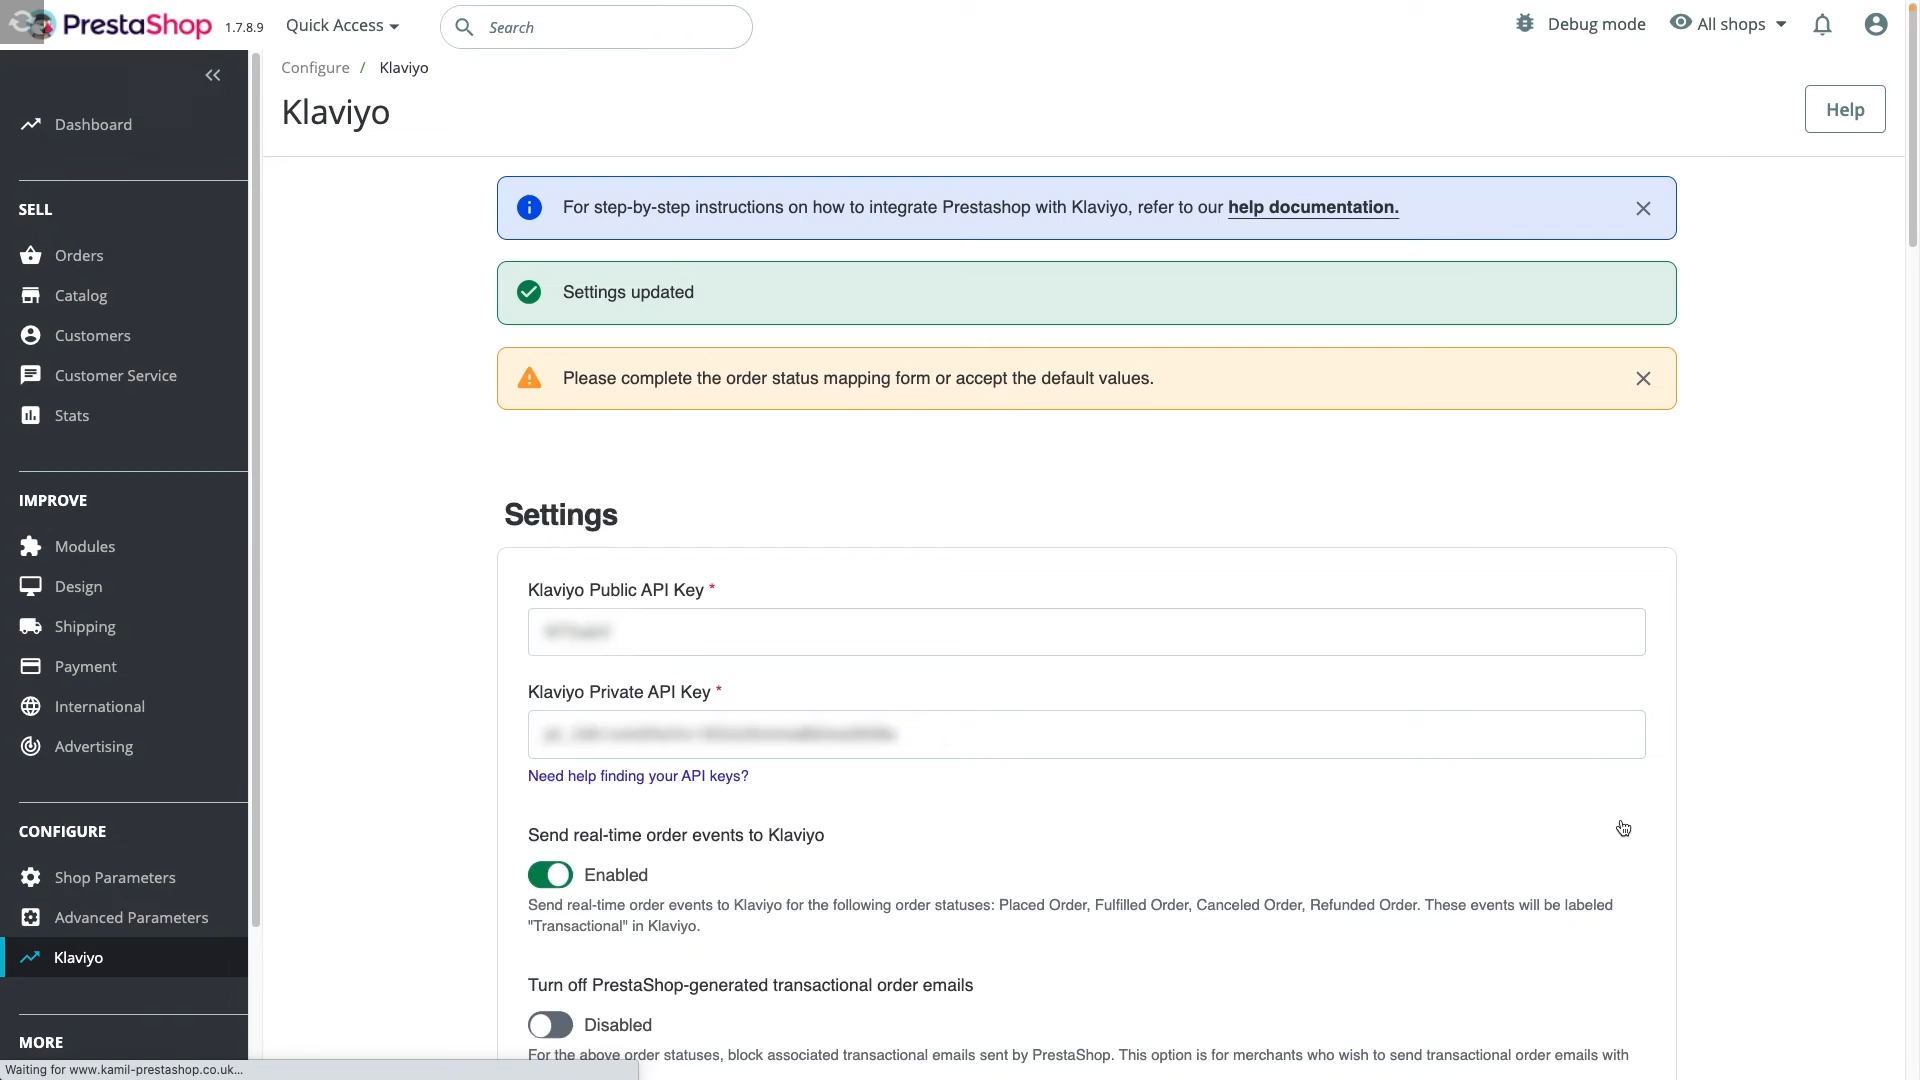 PrestaShop 1.7.8.9 Quick Access Search Debug mode All shops
Configure / Klaviyo
Klaviyo
Help
Dashboard
SELL
Orders
Catalog
Customers
Customer Service
Stats
IMPROVE
Modules
Design
Shipping
Payment
International
Advertising
CONFIGURE
Shop Parameters
Advanced Parameters
Klaviyo
MORE
For step-by-step instructions on how to integrate Prestashop with Klaviyo, refer to our help documentation.
Settings updated
Please complete the order status mapping form or accept the default values.
Settings
Klaviyo Public API Key *
Klaviyo Private API Key *
Need help finding your API keys?
Send real-time order events to Klaviyo
Enabled
Send real-time order events to Klaviyo for the following order statuses: Placed Order, Fulfilled Order, Canceled Order, Refunded Order. These events will be labeled
"Transactional" in Klaviyo.
Turn off PrestaShop-generated transactional order emails
Disabled
For the above order statuses, block associated transactional emails sent by PrestaShop. This option is for merchants who wish to send transactional order emails with
Waiting for www.kamil-prestashop.co.uk...